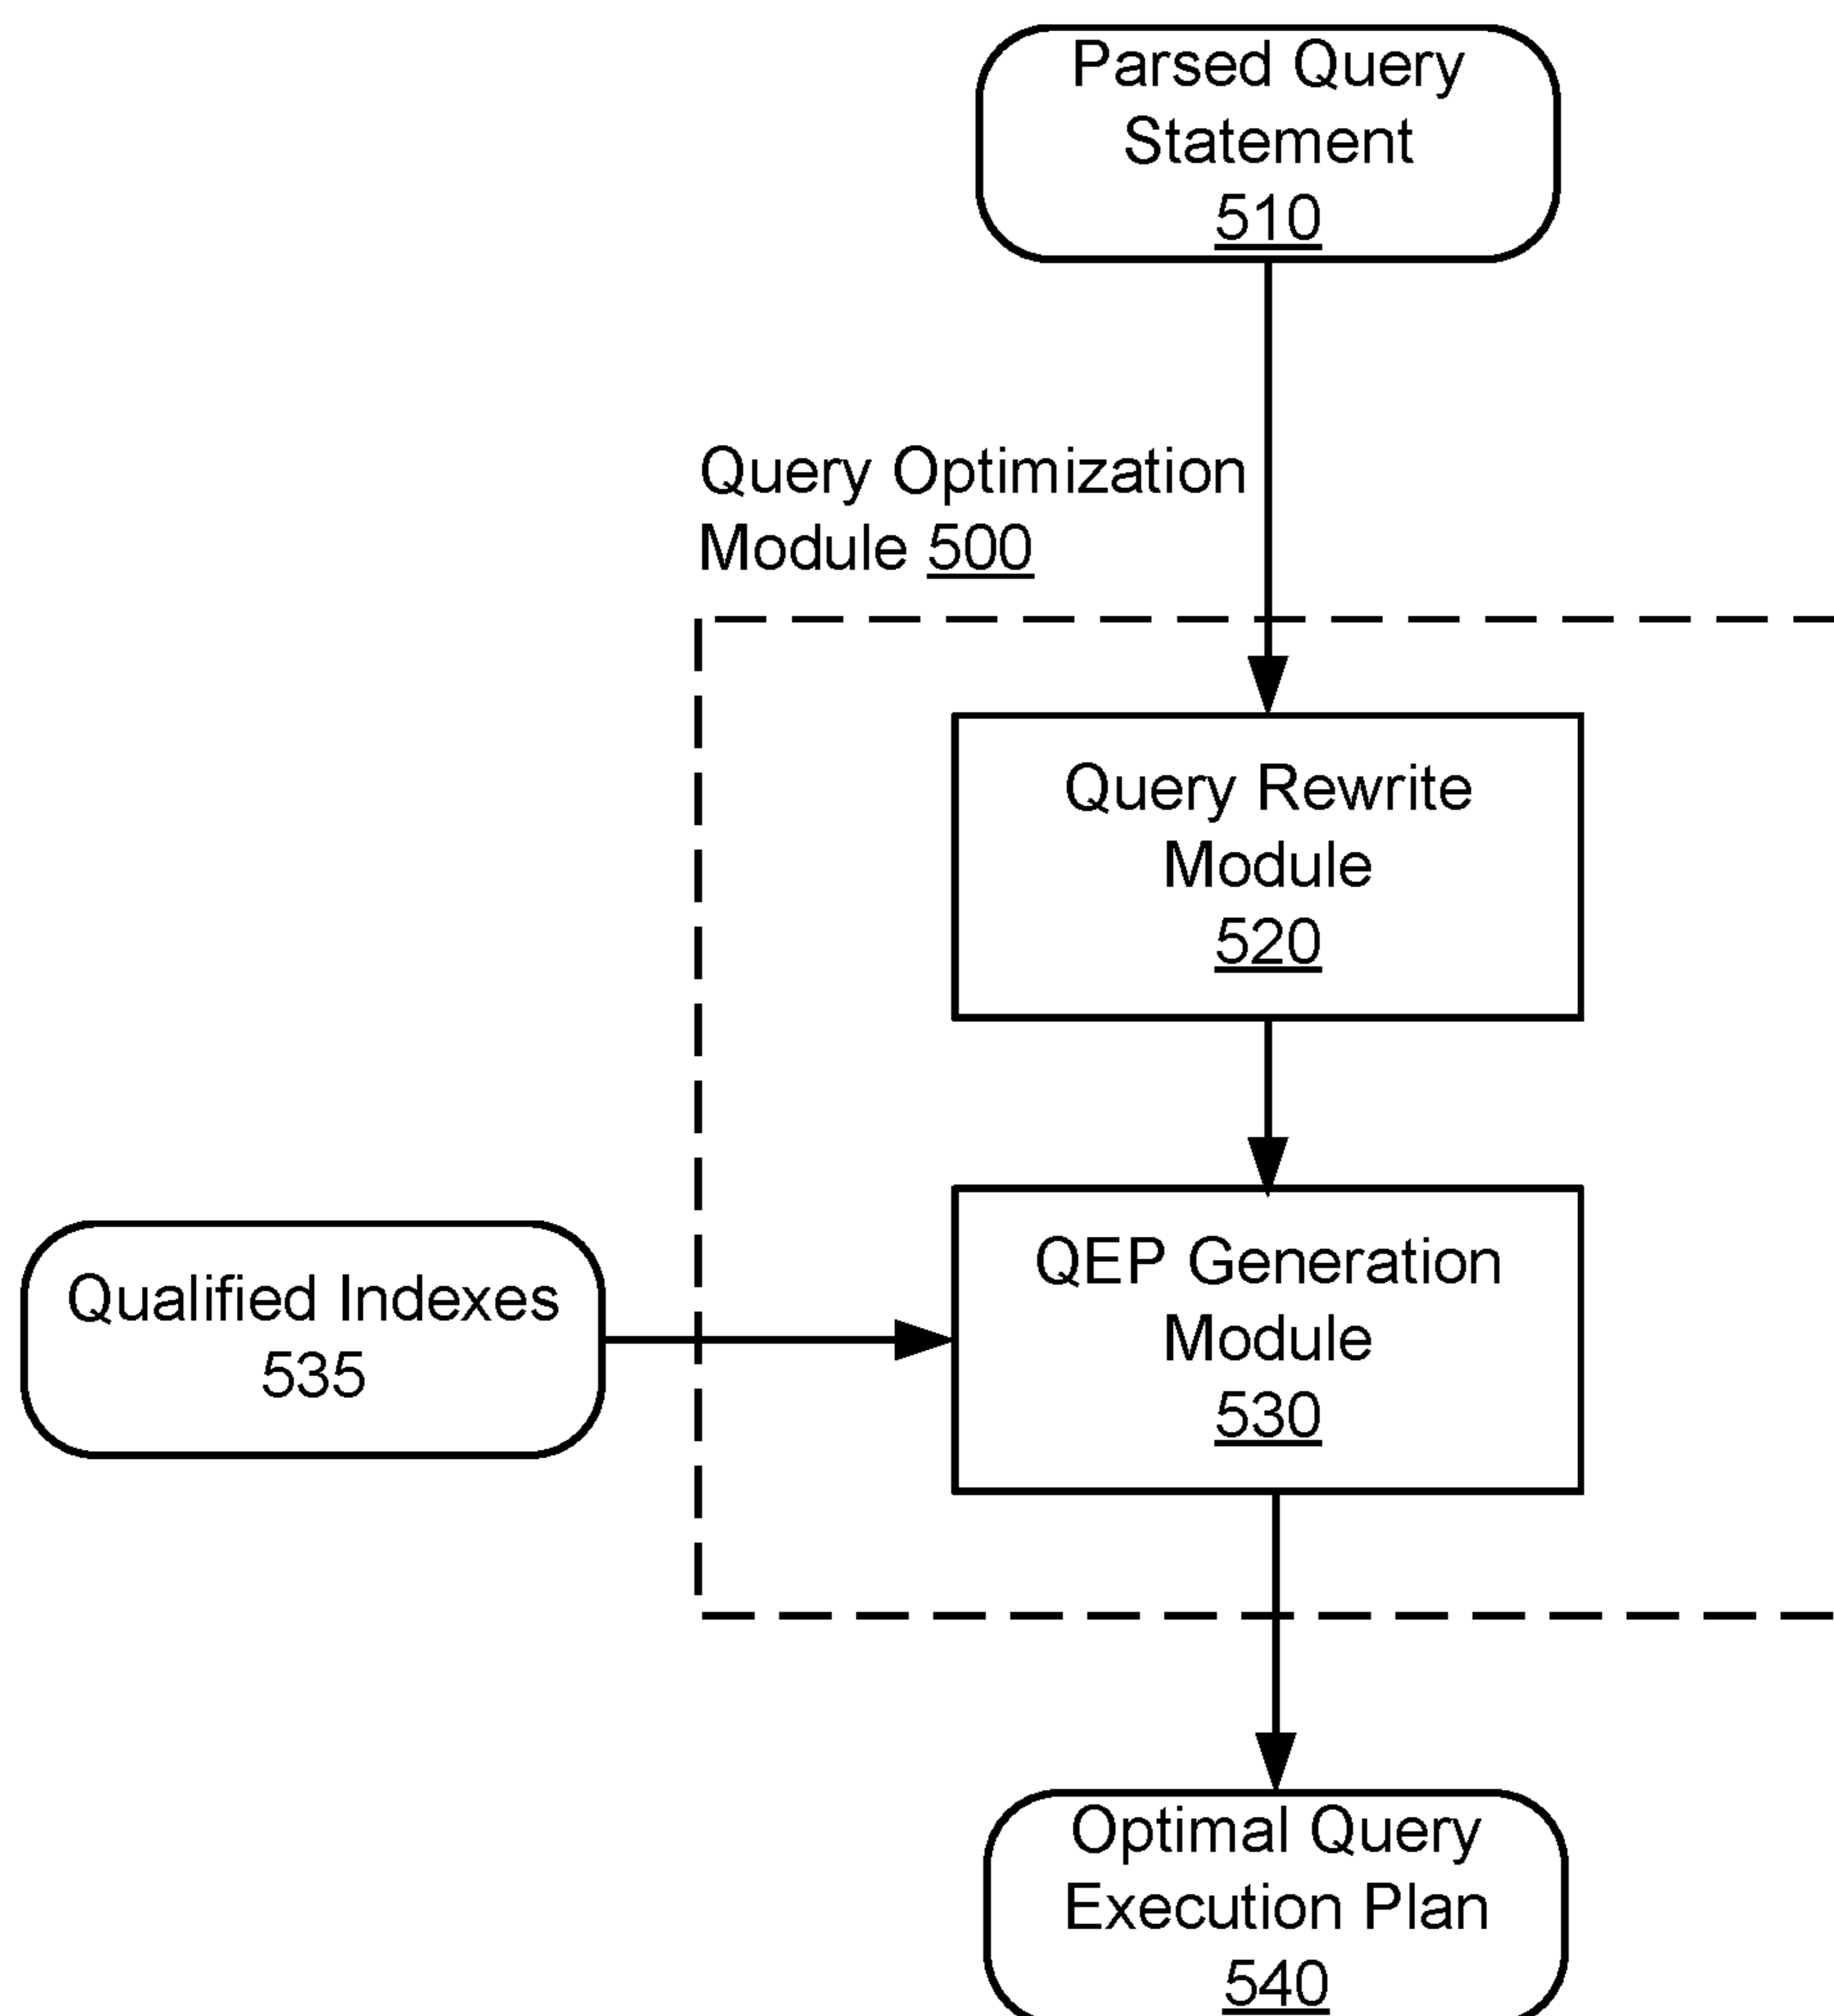 Parsed Query
Statement
510
Query Optimization
Module 500
Query Rewrite
Module
520
QEP Generation
Module
530
Qualified Indexes
535
Optimal Query
Execution Plan
540